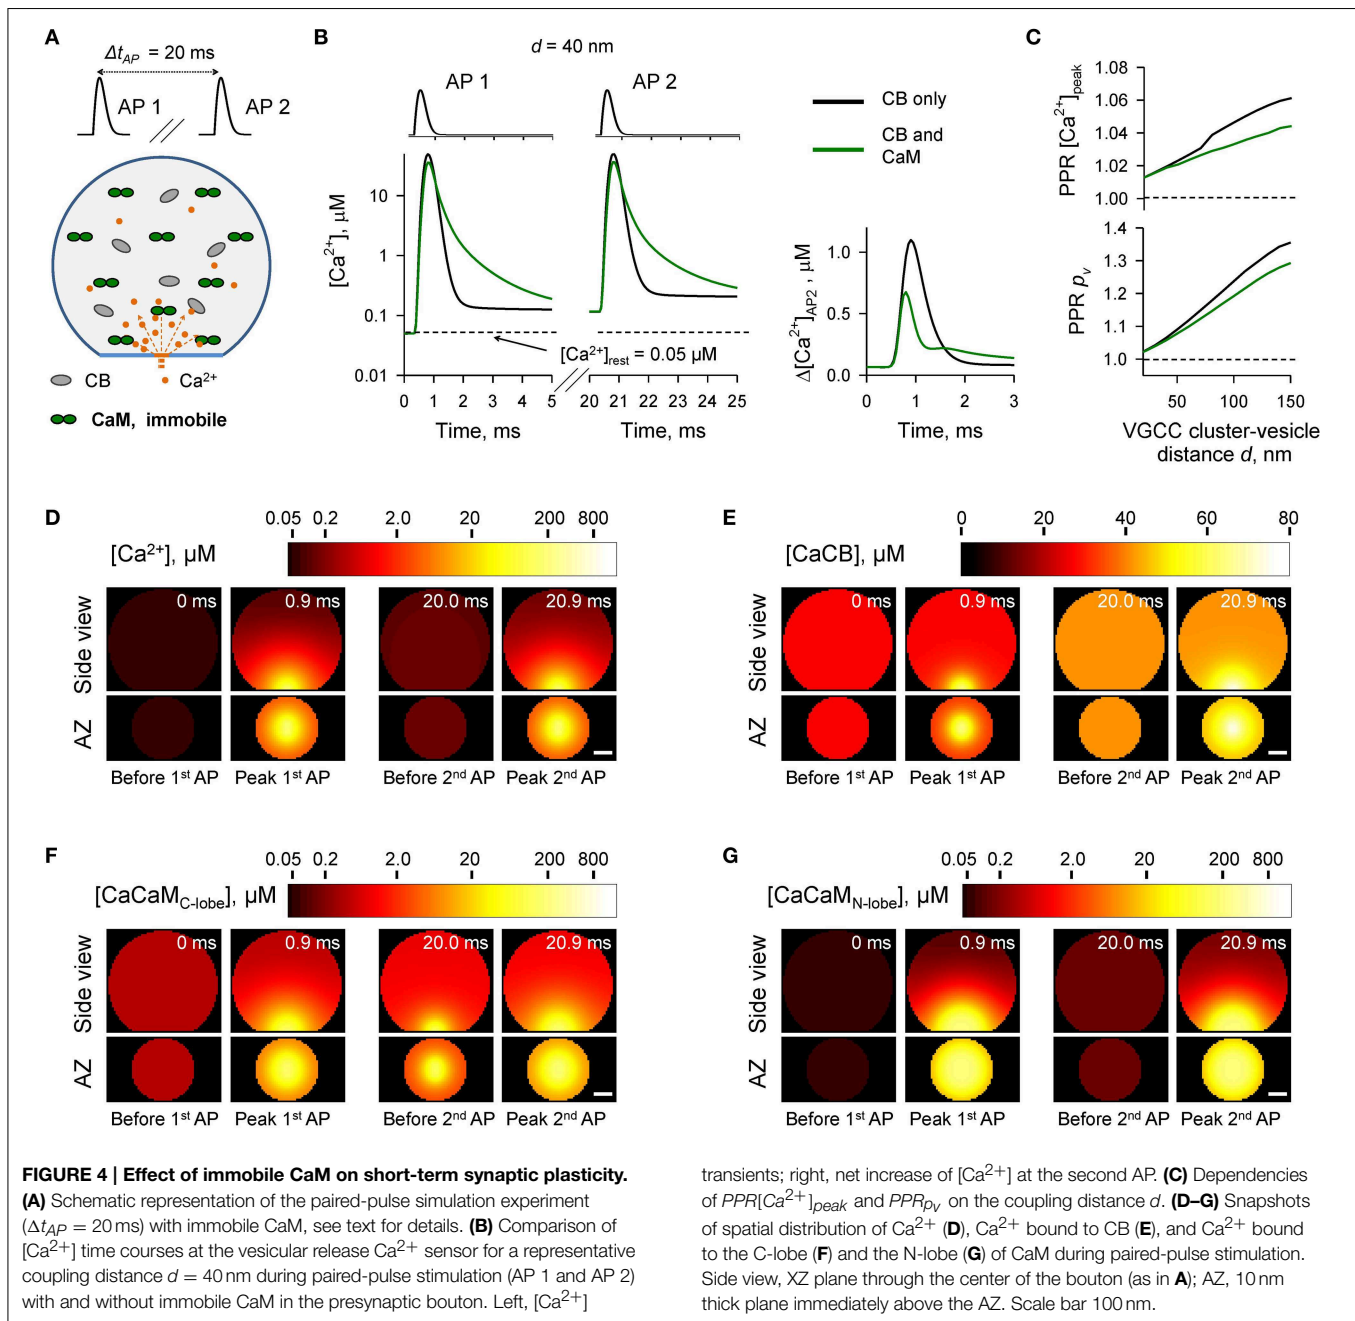 A
Δt_AP = 20 ms
AP 1
AP 2
CB
Ca²⁺
CaM, immobile
B
d = 40 nm
AP 1
AP 2
[Ca²⁺], μM
10
1
0.1
0.01
[Ca²⁺]rest = 0.05 μM
0 1 2 3 4 5
20 21 22 23 24 25
Time, ms
Time, ms
CB only
CB and
CaM
Δ[Ca²⁺]AP2 , μM
1.0
0.5
0.0
0 1 2 3
Time, ms
C
PPR [Ca²⁺]peak
1.08
1.06
1.04
1.02
1.00
PPR pᵥ
1.4
1.3
1.2
1.1
1.0
50 100 150
VGCC cluster-vesicle
distance d, nm
D
0.05 0.2 2.0 20 200 800
[Ca²⁺], μM
Side view
0 ms 0.9 ms 20.0 ms 20.9 ms
AZ
Before 1ˢᵗ AP Peak 1ˢᵗ AP Before 2ⁿᵈ AP Peak 2ⁿᵈ AP
E
0 20 40 60 80
[CaCB], μM
Side view
0 ms 0.9 ms 20.0 ms 20.9 ms
AZ
Before 1ˢᵗ AP Peak 1ˢᵗ AP Before 2ⁿᵈ AP Peak 2ⁿᵈ AP
F
0.05 0.2 2.0 20 200 800
[CaCaM C-lobe], μM
Side view
0 ms 0.9 ms 20.0 ms 20.9 ms
AZ
Before 1ˢᵗ AP Peak 1ˢᵗ AP Before 2ⁿᵈ AP Peak 2ⁿᵈ AP
G
0.05 0.2 2.0 20 200 800
[CaCaM N-lobe], μM
Side view
0 ms 0.9 ms 20.0 ms 20.9 ms
AZ
Before 1ˢᵗ AP Peak 1ˢᵗ AP Before 2ⁿᵈ AP Peak 2ⁿᵈ AP
FIGURE 4 | Effect of immobile CaM on short-term synaptic plasticity.
(A) Schematic representation of the paired-pulse simulation experiment
(Δt_AP = 20 ms) with immobile CaM, see text for details. (B) Comparison of
[Ca²⁺] time courses at the vesicular release Ca²⁺ sensor for a representative
coupling distance d = 40 nm during paired-pulse stimulation (AP 1 and AP 2)
with and without immobile CaM in the presynaptic bouton. Left, [Ca²⁺]
transients; right, net increase of [Ca²⁺] at the second AP. (C) Dependencies
of PPR[Ca²⁺]peak and PPRpᵥ on the coupling distance d. (D–G) Snapshots
of spatial distribution of Ca²⁺ (D), Ca²⁺ bound to CB (E), and Ca²⁺ bound
to the C-lobe (F) and the N-lobe (G) of CaM during paired-pulse stimulation.
Side view, XZ plane through the center of the bouton (as in A); AZ, 10 nm
thick plane immediately above the AZ. Scale bar 100 nm.